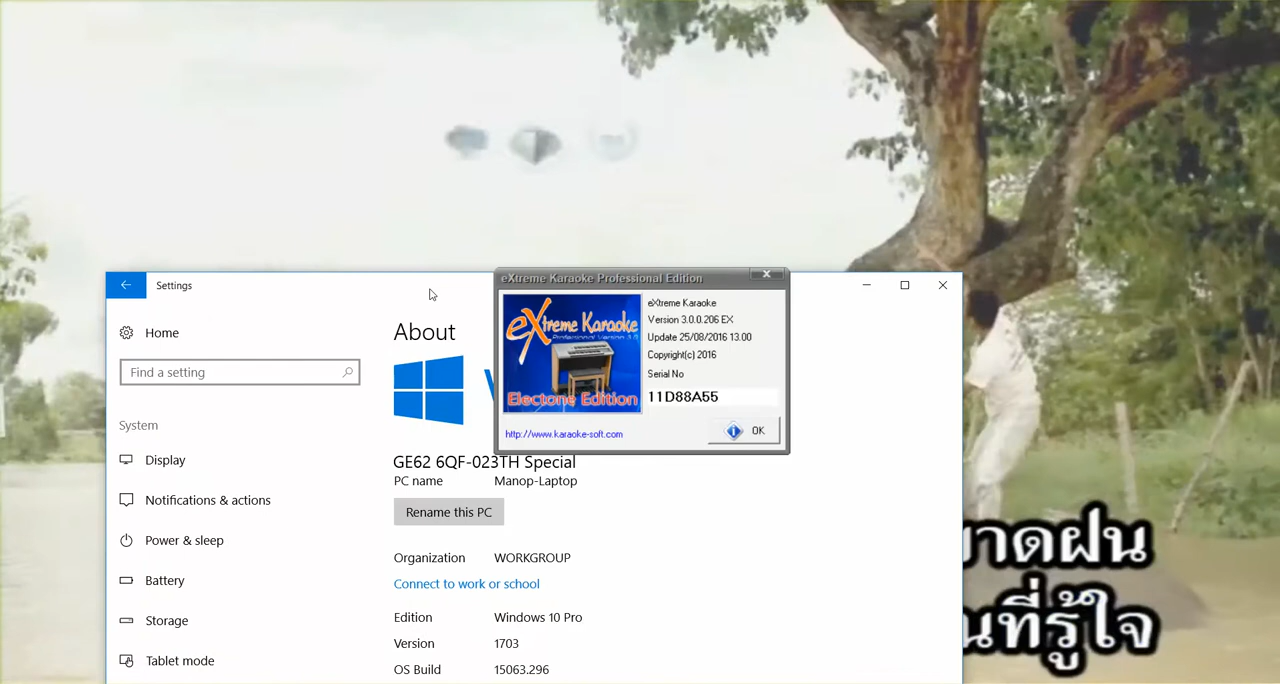 Settings
Home
Find a setting
System
Display
Notifications & actions
Power & sleep
Battery
Storage
Tablet mode
About
GE62 6QF-023TH Special
PC name Manop-Laptop
Rename this PC
Organization WORKGROUP
Connect to work or school
Edition Windows 10 Pro
Version 1703
OS Build 15063.296
eXtreme Karaoke Professional Edition
eXtreme Karaoke
Professional Version 3.0
Electone Edition
eXtreme Karaoke
Version 3.0.0.206 EX
Update 25/08/2016 13.00
Copyright(c) 2016
Serial No
11D88A55
http://www.karaoke-soft.com
OK
าดฝน
นที่รู้ใจ